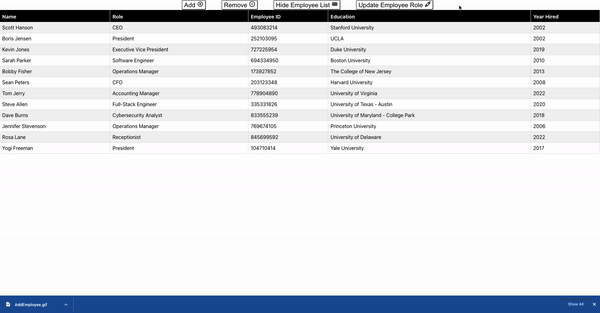 Add Remove Hide Employee List Update Employee Role
Name Role Employee ID Education Year Hired
Scott Hanson CEO 493083214 Stanford University 2002
Boris Jensen President 252103095 UCLA 2002
Kevin Jones Executive Vice President 727225954 Duke University 2019
Sarah Parker Software Engineer 694334950 Boston University 2010
Bobby Fisher Operations Manager 173927852 The College of New Jersey 2013
Sean Peters CFO 203123348 Harvard University 2008
Tom Jerry Accounting Manager 778904890 University of Virginia 2022
Steve Allen Full-Stack Engineer 335331826 University of Texas - Austin 2020
Dave Burns Cybersecurity Analyst 833555239 University of Maryland - College Park 2018
Jennifer Stevenson Operations Manager 769674105 Princeton University 2006
Rosa Lane Receptionist 845699592 University of Delaware 2022
Yogi Freeman President 104710414 Yale University 2017
AddEmployee.gif Show All